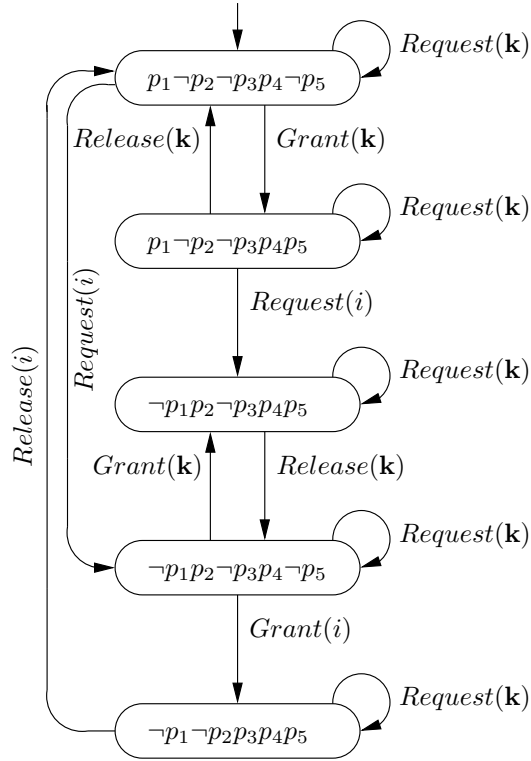 Request(k)
p₁¬p₂¬p₃p₄¬p₅
Release(k)
Grant(k)
Request(k)
p₁¬p₂¬p₃p₄p₅
Release(i)
Request(i)
Request(i)
Request(k)
¬p₁p₂¬p₃p₄p₅
Grant(k)
Release(k)
Request(k)
¬p₁p₂¬p₃p₄¬p₅
Grant(i)
Request(k)
¬p₁¬p₂p₃p₄p₅